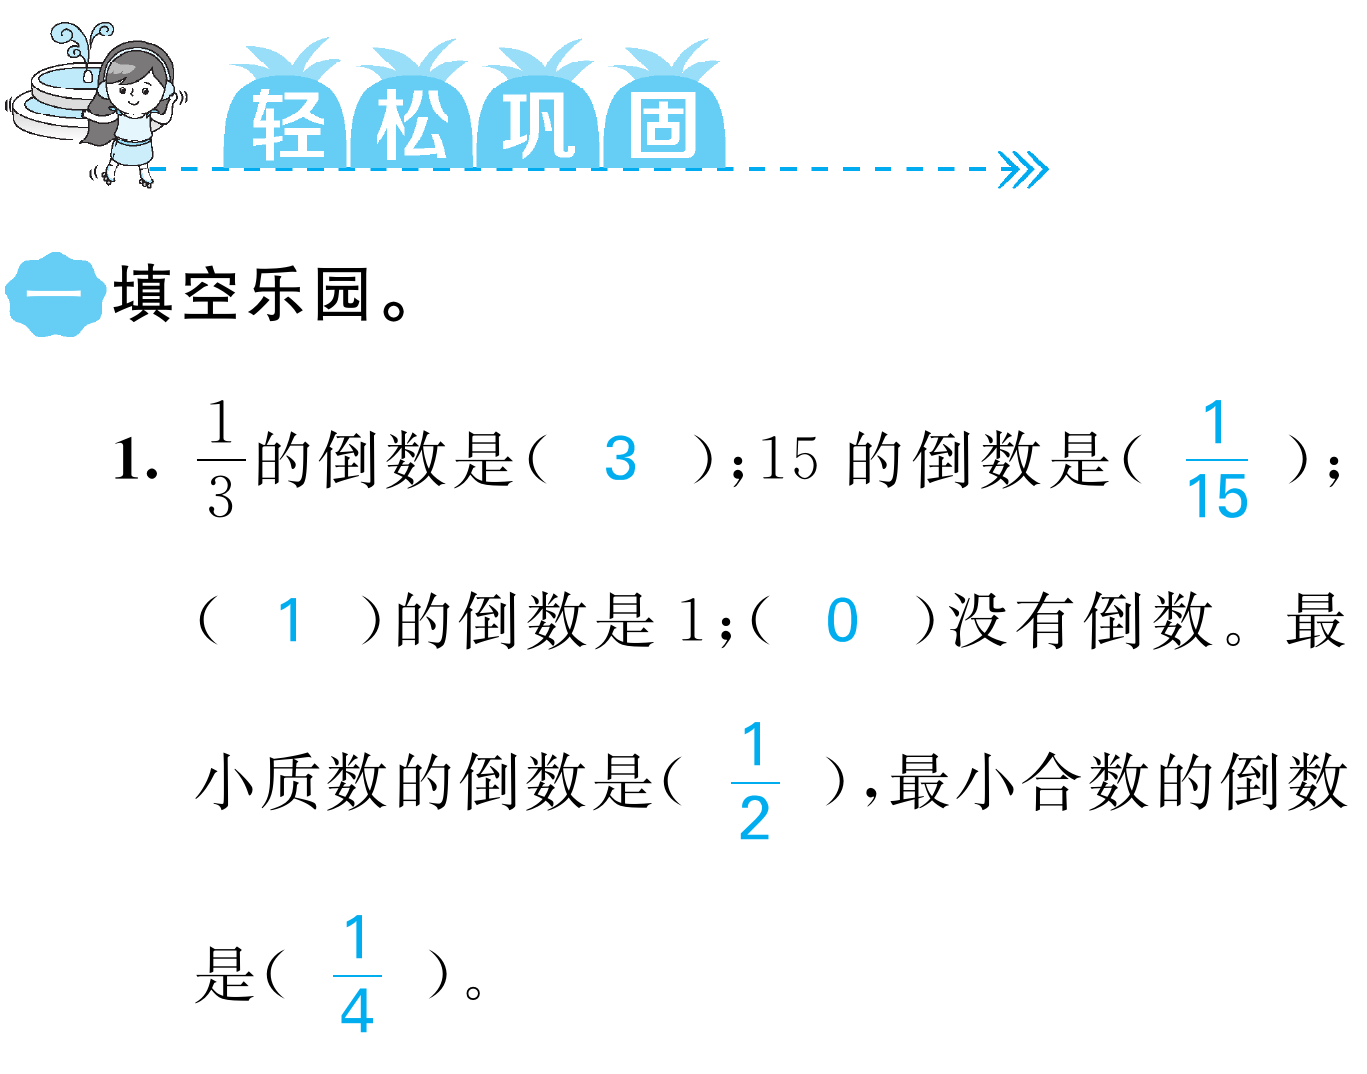 轻松巩固
一 填空乐园。
1. 1/3的倒数是( 3 );15 的倒数是( 1/15 );
( 1 )的倒数是 1;( 0 )没有倒数。最
小质数的倒数是( 1/2 ),最小合数的倒数
是( 1/4 )。